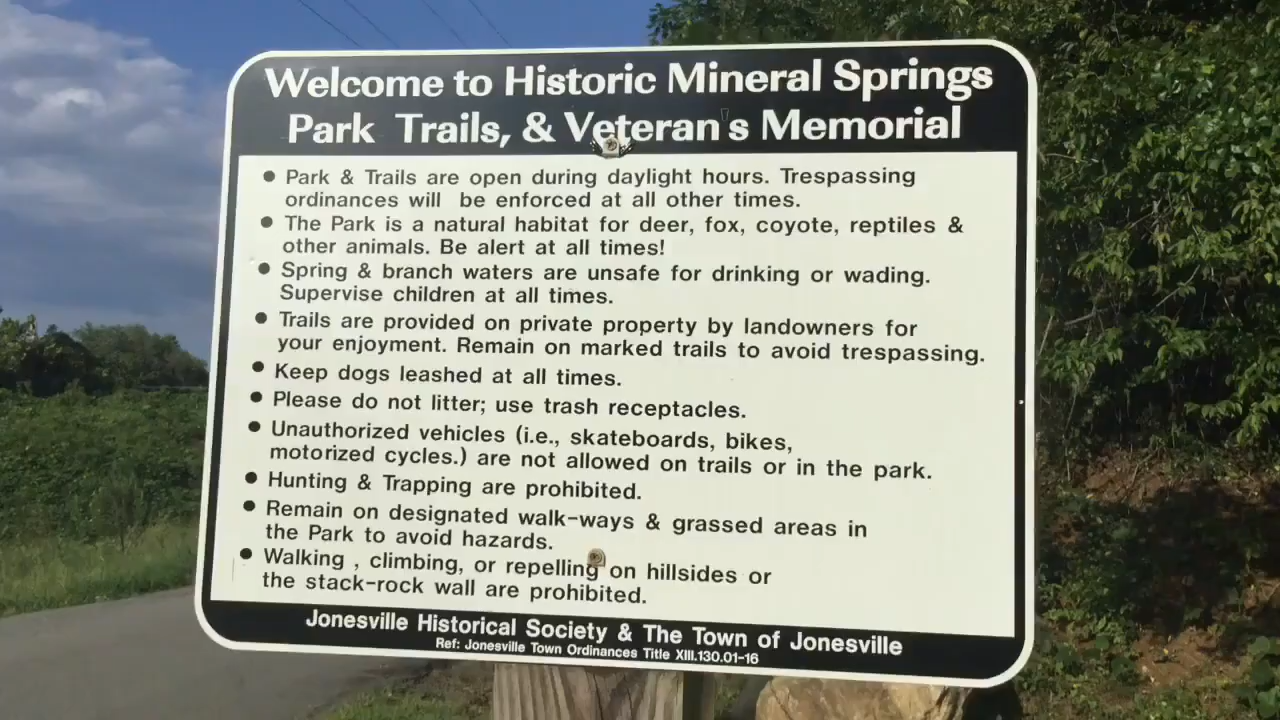 Welcome to Historic Mineral Springs
Park Trails, & Veteran's Memorial
• Park & Trails are open during daylight hours. Trespassing
ordinances will be enforced at all other times.
• The Park is a natural habitat for deer, fox, coyote, reptiles &
other animals. Be alert at all times!
• Spring & branch waters are unsafe for drinking or wading.
Supervise children at all times.
• Trails are provided on private property by landowners for
your enjoyment. Remain on marked trails to avoid trespassing.
• Keep dogs leashed at all times.
• Please do not litter; use trash receptacles.
• Unauthorized vehicles (i.e., skateboards, bikes,
motorized cycles.) are not allowed on trails or in the park.
• Hunting & Trapping are prohibited.
• Remain on designated walk-ways & grassed areas in
the Park to avoid hazards.
• Walking , climbing, or repelling on hillsides or
the stack-rock wall are prohibited.
Jonesville Historical Society & The Town of Jonesville
Ref: Jonesville Town Ordinances Title XIII.130.01-16